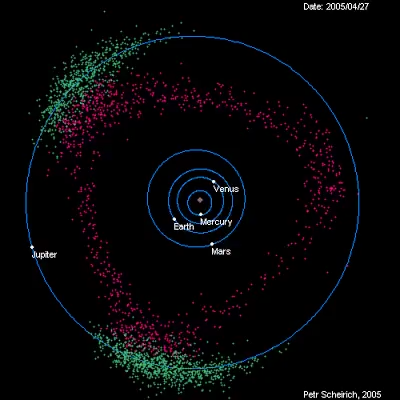 Date: 2005/04/27
Venus
Mercury
Earth
Mars
Jupiter
Petr Scheirich, 2005